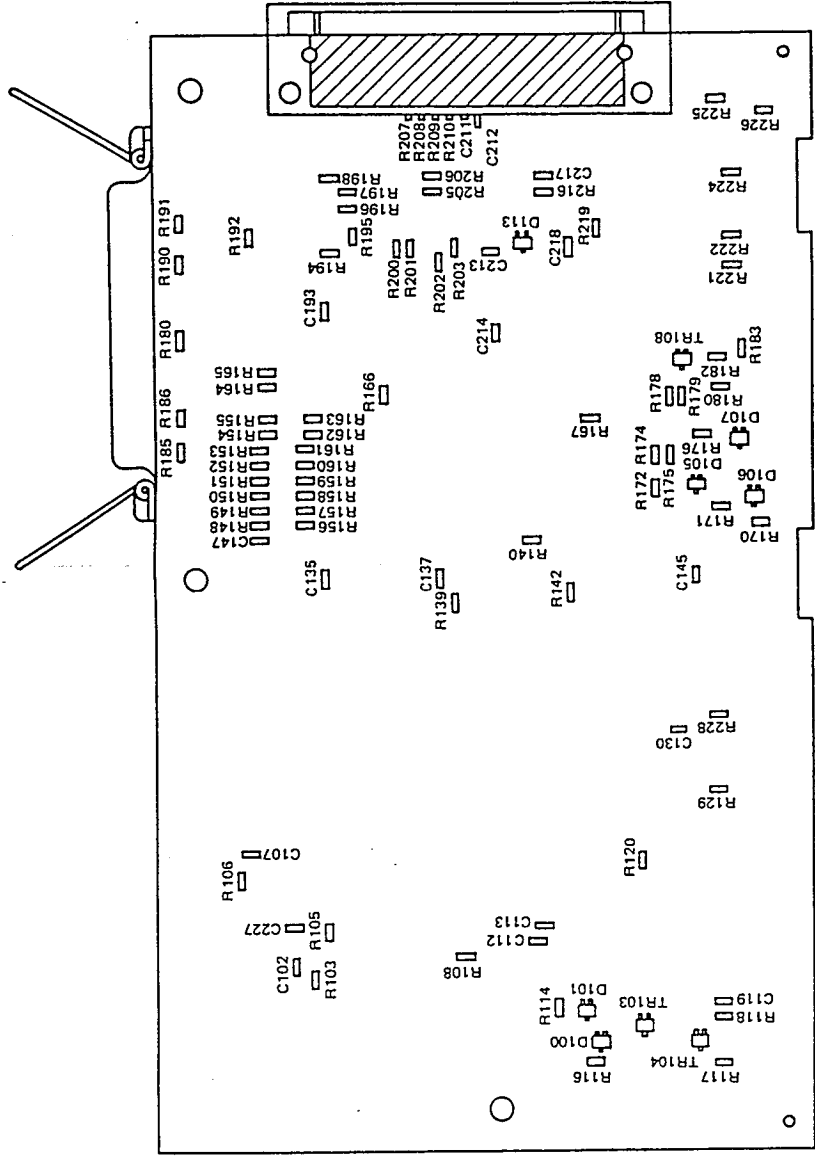 R225
R226
R207
R208
R209
R210
C211
C212
R198
R197
R196
R195
R194
R206
R205
C217
R216
R224
R191
R190
R192
R200
R201
R202
R203
C213
D113
C218
R219
R222
R221
C193
C214
R180
TR108
R183
R182
R165
R164
R166
R178
R179
R180
D107
R186
R185
R155
R154
R153
R152
R151
R150
R149
R148
C147
R163
R162
R161
R160
R159
R158
R157
R156
R167
R174
R175
R172
R176
D105
D106
R171
R170
R140
C135
C137
R139
R142
C145
R228
C130
R129
C107
R106
R120
C227
R105
C102
R103
C113
C112
R108
R114
D101
TR103
C119
R118
D100
R116
TR104
R117